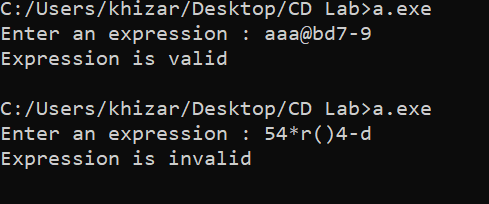 C:/Users/khizar/Desktop/CD Lab>a.exe
Enter an expression : aaa@bd7-9
Expression is valid
C:/Users/khizar/Desktop/CD Lab>a.exe
Enter an expression : 54*r()4-d
Expression is invalid